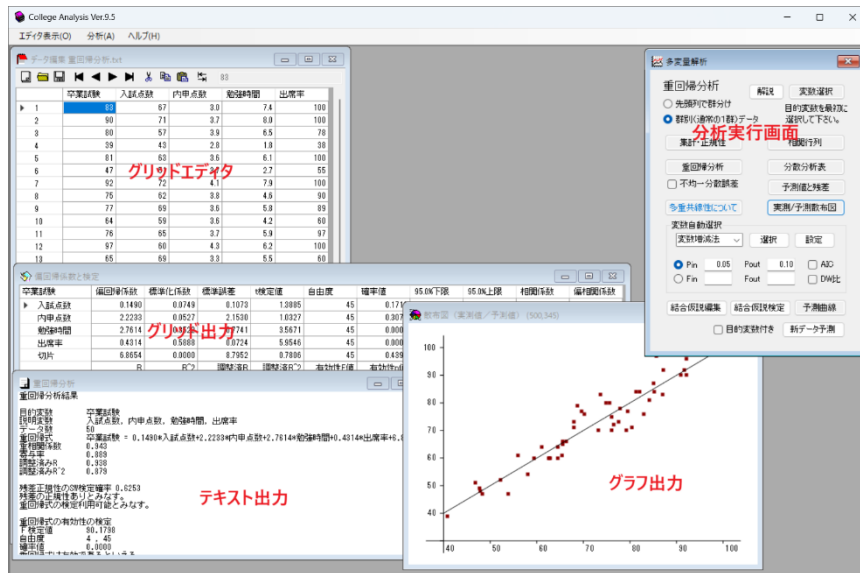 College Analysis Ver.9.5
エディタ表示(O) 分析(A) ヘルプ(H)
データ編集 重回帰分析.txt
卒業試験 入試点数 内申点数 勉強時間 出席率
1 83 67 3.0 7.4 100
2 90 71 3.7 8.0 100
3 80 57 3.9 6.5 78
4 39 43 2.8 1.8 38
5 81 63 3.6 6.1 100
6 47 2.7 55
7 92 72 4.1 7.9 100
8 75 62 3.8 4.6 90
9 77 69 3.6 5.0 89
10 64 59 3.6 4.2 60
11 76 65 3.7 5.9 97
12 97 60 4.3 6.2 100
13 65 69 3.3 5.5 60
グリッドエディタ
多変量解析
重回帰分析 解説 変数選択
先頭列で群分け
群別(通常の1群)データ
目的変数を最初に
選択して下さい。
分析実行画面
集計・正規性 相関行列
重回帰分析 分散分析表
不均一分散誤差 予測値と残差
多重共線性について 実測/予測散布図
変数自動選択
変数増減法 選択 設定
Pin 0.05 Pout 0.10 AIC
Fin Fout DW比
結合仮説編集 結合仮説検定 予測曲線
目的変数付き 新データ予測
偏回帰係数と検定
卒業試験 偏回帰係数 標準化係数 標準誤差 t検定値 自由度 確率値 95.0%下限 95.0%上限 相関係数 偏相関係数
入試点数 0.1490 0.0749 0.1073 1.3885 45 0.171
内申点数 2.2233 0.0527 2.1530 1.0327 45 0.307
勉強時間 2.7614 3.5671 45 0.000
出席率 0.4314 0.5888 0.0724 5.9546 45 0.000
切片 6.8654 0.0000 8.7952 0.7806 45 0.439
R R^2 調整済R 調整済R^2 有効性F値
グリッド出力
散布図 (実測値/予測値) (500,345)
100
90
80
70
60
50
40
40 50 60 70 80 90 100
グラフ出力
重回帰分析
重回帰分析結果
目的変数 卒業試験
説明変数 入試点数, 内申点数, 勉強時間, 出席率
データ数 50
重回帰式 卒業試験 = 0.1490*入試点数+2.2233*内申点数+2.7614*勉強時間+0.4314*出席率+6.8
重相関係数 0.943
寄与率 0.889
調整済みR 0.938
調整済みR^2 0.879
残差正規性のSW検定確率 0.6253
残差の正規性ありとみなす。
重回帰式の検定利用可能とみなす。
重回帰式の有効性の検定
F検定値 90.1798
自由度 4 , 45
確率値 0.0000
テキスト出力